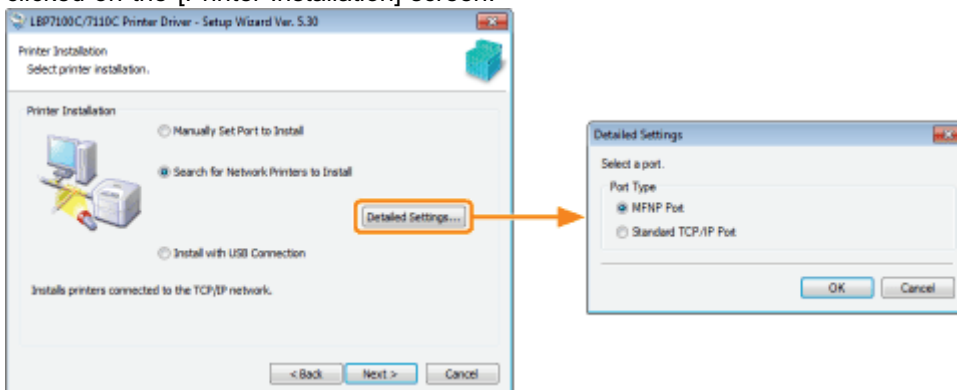 clicked on the [Printer Installation] screen.
LBP7100C/7110C Printer Driver - Setup Wizard Ver. 5.30
Printer Installation
Select printer installation.
Printer Installation
Manually Set Port to Install
Search for Network Printers to Install
Detailed Settings...
Install with USB Connection
Installs printers connected to the TCP/IP network.
< Back
Next >
Cancel
Detailed Settings
Select a port.
Port Type
MFNP Port
Standard TCP/IP Port
OK
Cancel